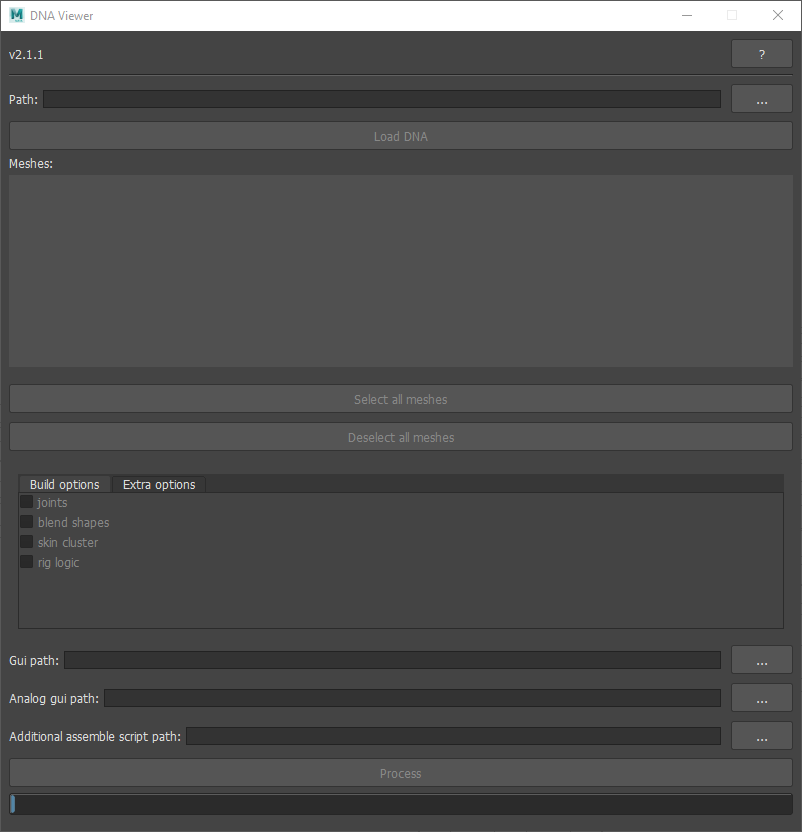 DNA Viewer
v2.1.1
?
Path:
...
Load DNA
Meshes:
Select all meshes
Deselect all meshes
Build options Extra options
joints
blend shapes
skin cluster
rig logic
Gui path:
...
Analog gui path:
...
Additional assemble script path:
...
Process